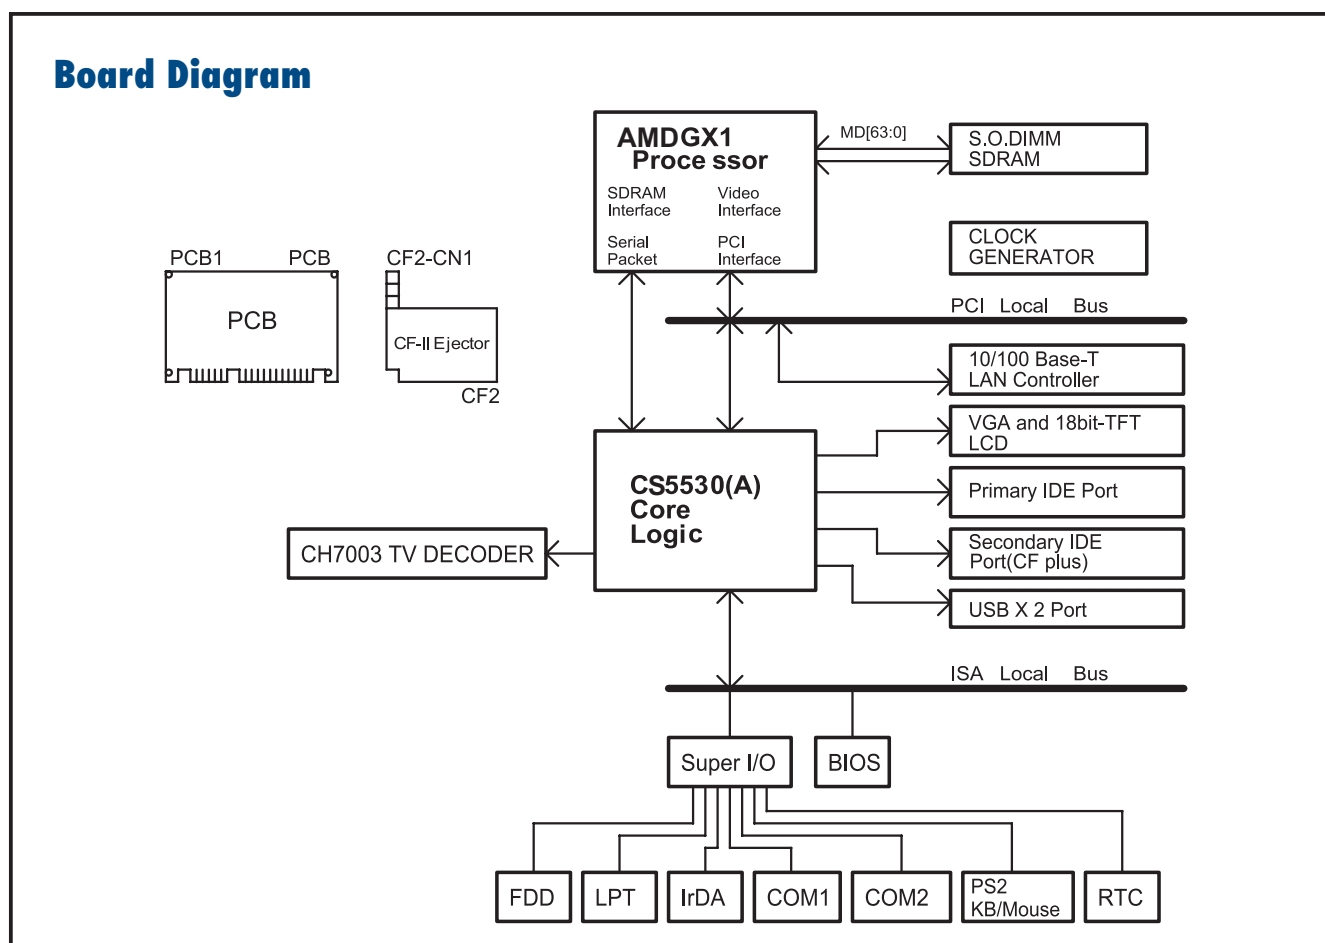 Board Diagram
AMDGX1
Processor
SDRAM
Interface
Video
Interface
Serial
Packet
PCI
Interface
MD[63:0]
S.O.DIMM
SDRAM
CLOCK
GENERATOR
PCB1
PCB
PCB
CF2-CN1
CF-II Ejector
CF2
PCI Local Bus
10/100 Base-T
LAN Controller
VGA and 18bit-TFT
LCD
CS5530(A)
Core
Logic
Primary IDE Port
CH7003 TV DECODER
Secondary IDE
Port(CF plus)
USB X 2 Port
ISA Local Bus
Super I/O
BIOS
FDD
LPT
IrDA
COM1
COM2
PS2
KB/Mouse
RTC